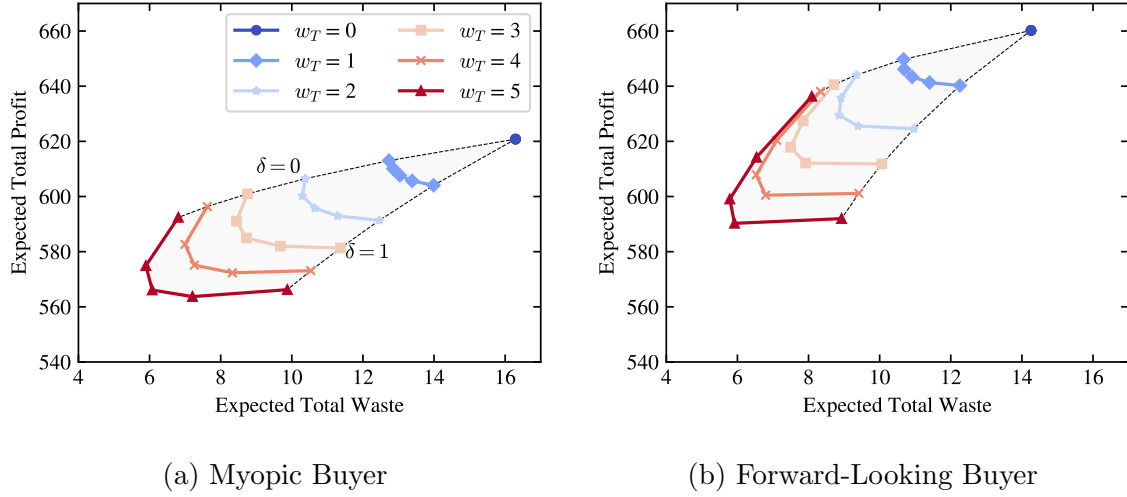 660
640
620
600
580
560
540
Expected Total Profit
w_T = 0
w_T = 1
w_T = 2
w_T = 3
w_T = 4
w_T = 5
δ = 0
δ = 1
4 6 8 10 12 14 16
Expected Total Waste
(a) Myopic Buyer
660
640
620
600
580
560
540
Expected Total Profit
4 6 8 10 12 14 16
Expected Total Waste
(b) Forward-Looking Buyer